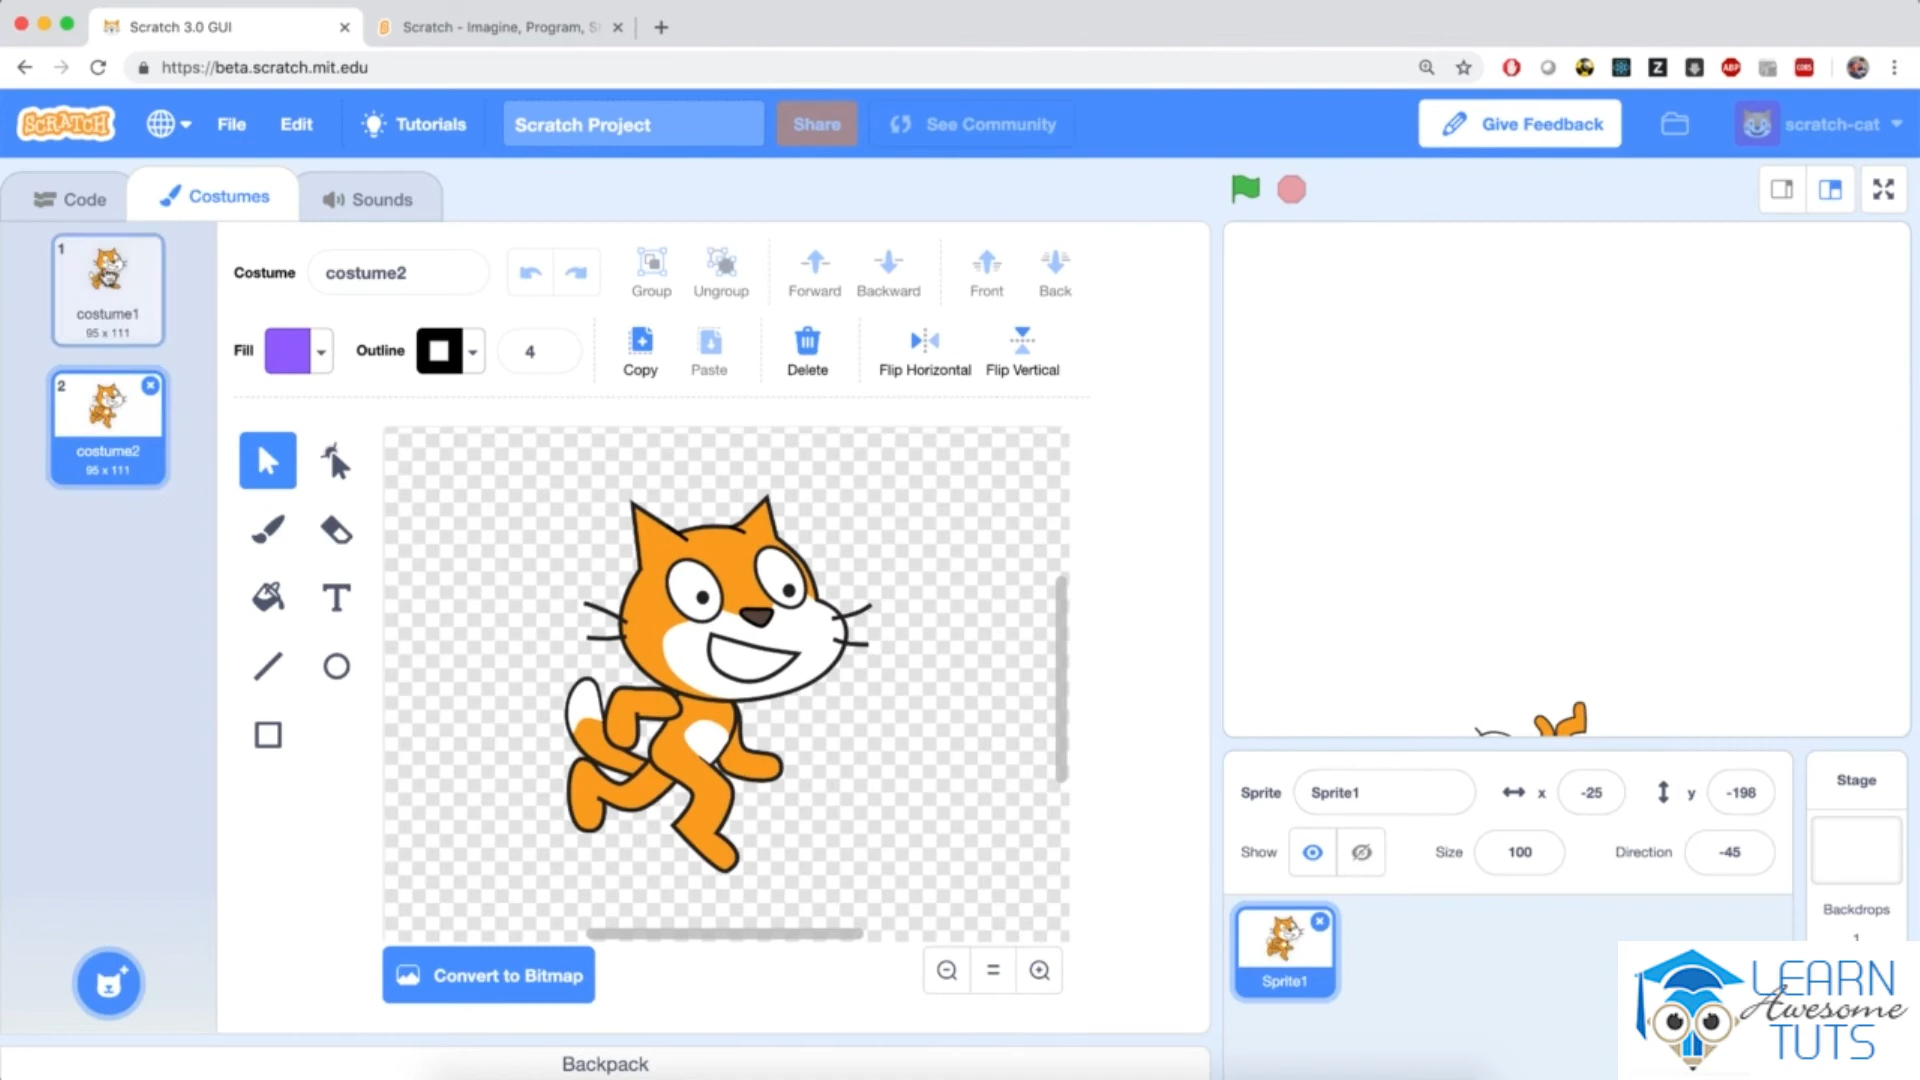 Scratch 3.0 GUI
Scratch - Imagine, Program, S
https://beta.scratch.mit.edu
Z
ABP
SCRATCH
File
Edit
Tutorials
Scratch Project
Share
See Community
Give Feedback
scratch-cat
Code
Costumes
Sounds
1
costume1
95 x 111
2
costume2
95 x 111
Costume
costume2
Group
Ungroup
Forward
Backward
Front
Back
Fill
Outline
4
Copy
Paste
Delete
Flip Horizontal
Flip Vertical
T
Convert to Bitmap
Backpack
Sprite
Sprite1
x
-25
y
-198
Show
Size
100
Direction
-45
Sprite1
Stage
Backdrops
1
LEARN
Awesome
TUTS